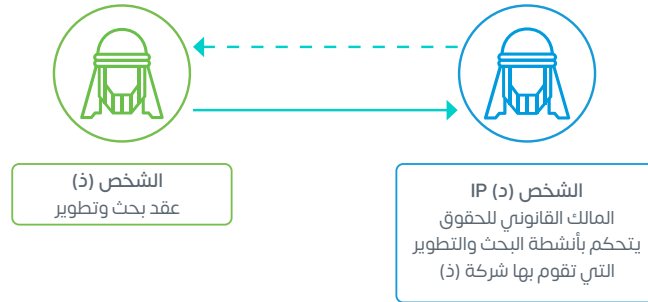 الشخص (د) IP
المالك القانوني للحقوق
يتحكم بأنشطة البحث والتطوير
التي تقوم بها شركة (ذ)
الشخص (ذ)
عقد بحث وتطوير